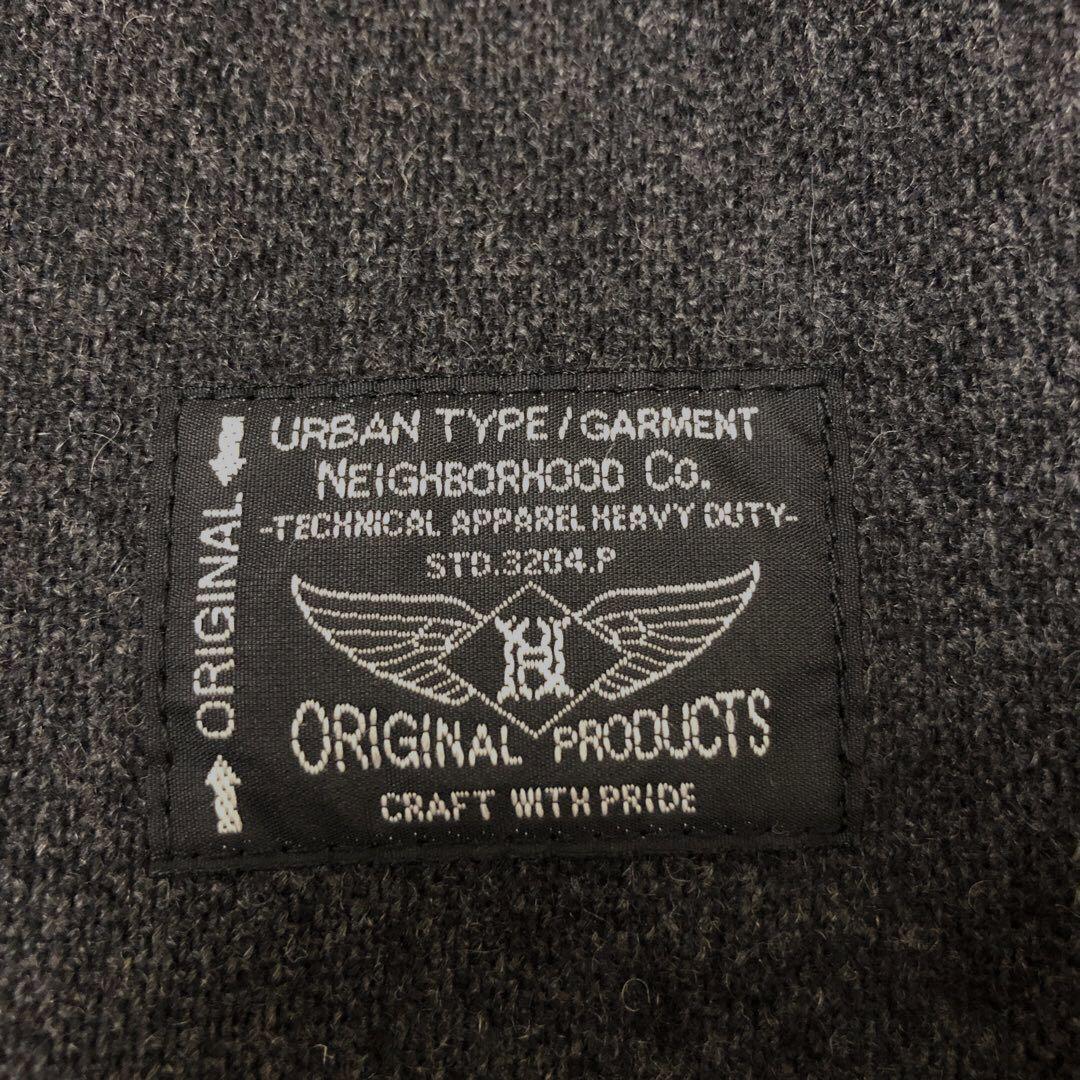 URBAN TYPE / GARMENT
NEIGHBORHOOD CO.
-TECHNICAL APPAREL HEAVY DUTY-
STD.3204.P
ORIGINAL PRODUCTS
CRAFT WITH PRIDE
ORIGINAL